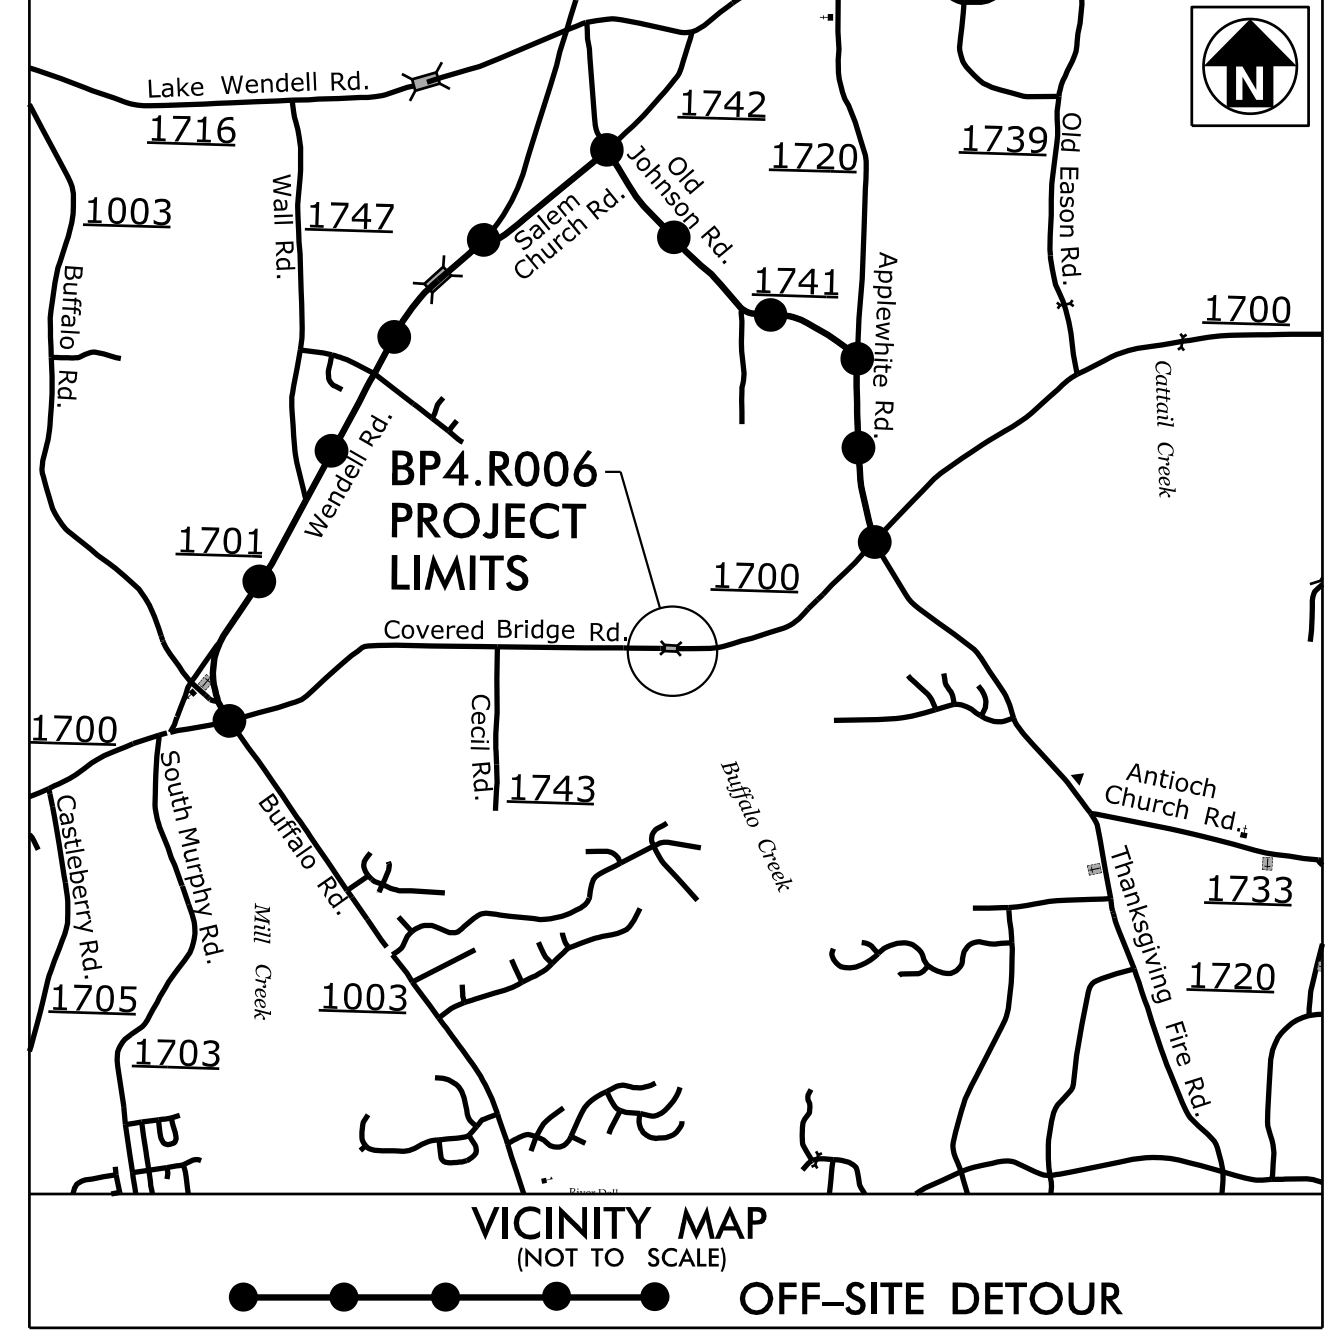 Lake Wendell Rd.
1716
1742
1720
1739
N
Old Eason Rd.
1003
Wall Rd.
1747
Salem
Church Rd.
Old
Johnson Rd.
1741
Applewhite Rd.
1700
Buffalo Rd.
Cattail Creek
Wendell Rd.
BP4.R006
PROJECT
LIMITS
1701
1700
Covered Bridge Rd.
1700
Cecil Rd.
1743
South Murphy Rd.
Castleberry Rd.
Buffalo Rd.
Buffalo Creek
Antioch
Church Rd.
1733
Thanksgiving Fire Rd.
1720
Mill Creek
1705
1003
1703
VICINITY MAP
(NOT TO SCALE)
OFF–SITE DETOUR